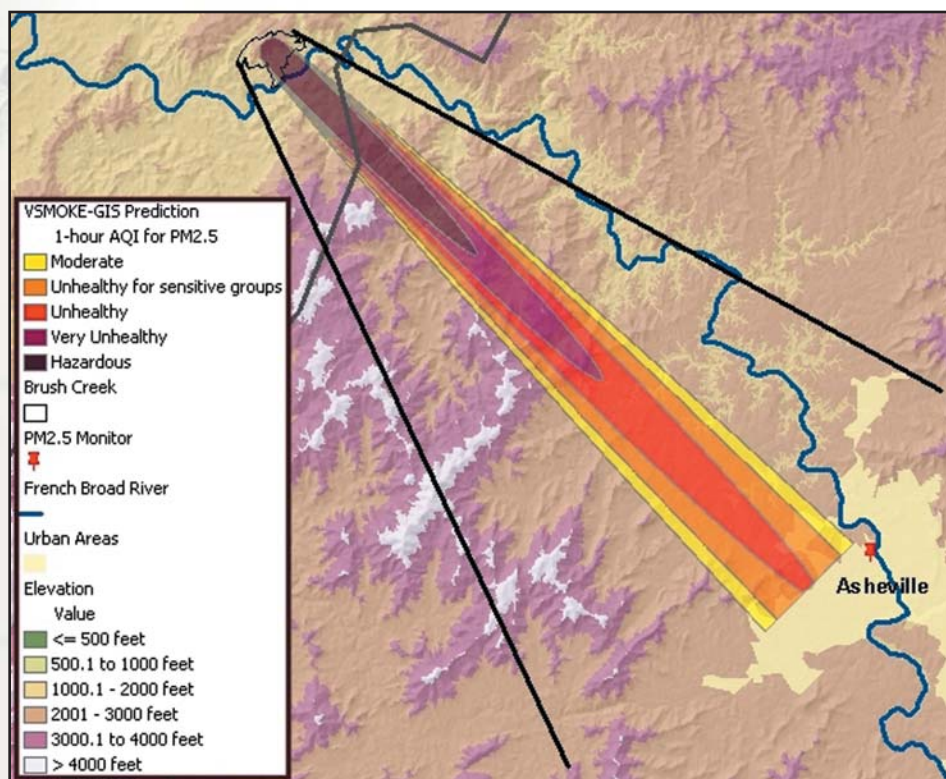 VSMOKE-GIS Prediction
1-hour AQI for PM2.5
Moderate
Unhealthy for sensitive groups
Unhealthy
Very Unhealthy
Hazardous
Brush Creek
PM2.5 Monitor
French Broad River
Urban Areas
Elevation
Value
<= 500 feet
500.1 to 1000 feet
1000.1 - 2000 feet
2001 - 3000 feet
3000.1 to 4000 feet
> 4000 feet
Asheville